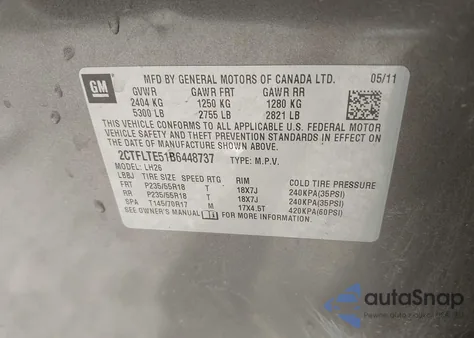 GM
MFD BY GENERAL MOTORS OF CANADA LTD. 05/11
GVWR GAWR FRT GAWR RR
2404 KG 1250 KG 1280 KG
5300 LB 2755 LB 2821 LB
THIS VEHICLE CONFORMS TO ALL APPLICABLE U.S. FEDERAL MOTOR
VEHICLE SAFETY AND THEFT PREVENTION STANDARDS IN EFFECT ON
THE DATE OF MANUFACTURE SHOWN ABOVE.
2CTFLTE51B6448737 TYPE: M.P.V.
MODEL: LH26
LBBJ TIRE SIZE SPEED RTG RIM COLD TIRE PRESSURE
FRT P235/55R18 T 18X7J 240KPA(35PSI)
RR P235/55R18 T 18X7J 240KPA(35PSI)
SPA T145/70R17 M 17X4.5T 420KPA(60PSI)
SEE OWNER'S MANUAL FOR MORE INFORMATION.
autoSnap